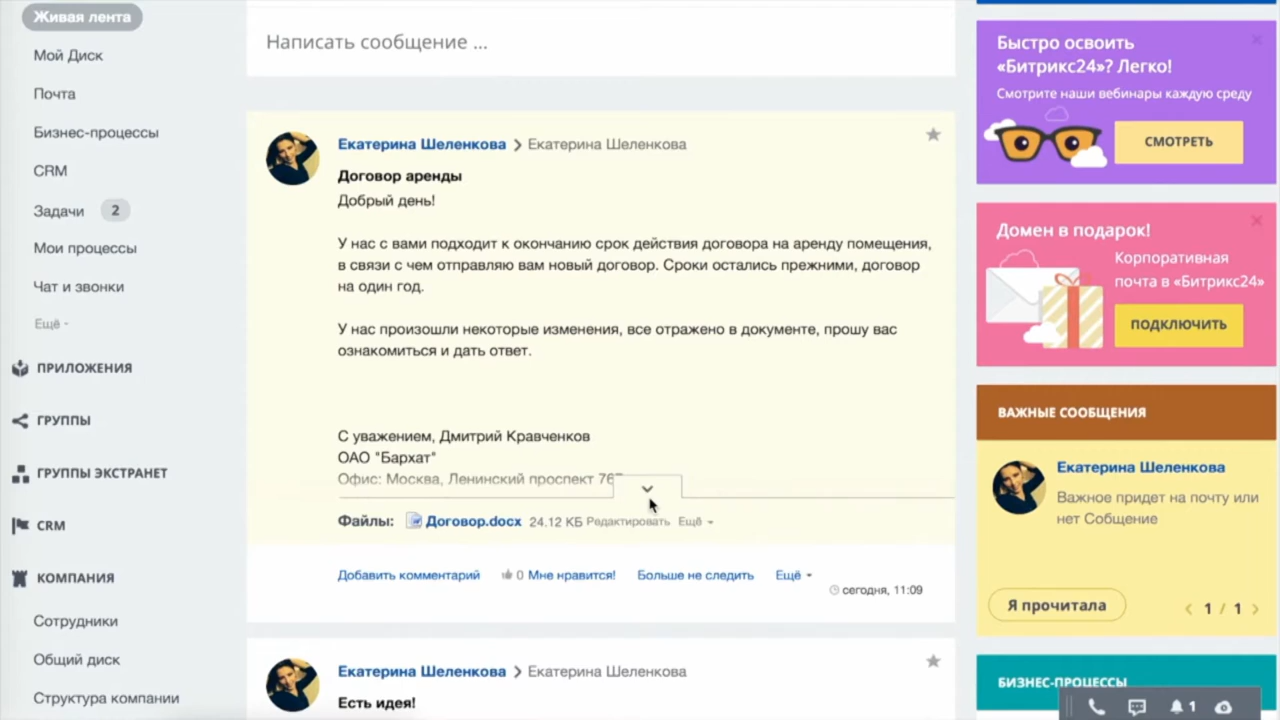 Живая лента
Мой Диск
Почта
Бизнес-процессы
CRM
Задачи 2
Мои процессы
Чат и звонки
Ещё
ПРИЛОЖЕНИЯ
ГРУППЫ
ГРУППЫ ЭКСТРАНЕТ
CRM
КОМПАНИЯ
Сотрудники
Общий диск
Структура компании
Написать сообщение ...
Екатерина Шеленкова > Екатерина Шеленкова
Договор аренды
Добрый день!
У нас с вами подходит к окончанию срок действия договора на аренду помещения,
в связи с чем отправляю вам новый договор. Сроки остались прежними, договор
на один год.
У нас произошли некоторые изменения, все отражено в документе, прошу вас
ознакомиться и дать ответ.
С уважением, Дмитрий Кравченков
ОАО "Бархат"
Офис: Москва, Ленинский проспект
Файлы: Договор.docx 24.12 КБ Редактировать Ещё
Добавить комментарий 0 Мне нравится! Больше не следить Ещё
сегодня, 11:09
Екатерина Шеленкова > Екатерина Шеленкова
Есть идея!
Быстро освоить
«Битрикс24»? Легко!
Смотрите наши вебинары каждую среду
СМОТРЕТЬ
Домен в подарок!
Корпоративная
почта в «Битрикс24»
ПОДКЛЮЧИТЬ
ВАЖНЫЕ СООБЩЕНИЯ
Екатерина Шеленкова
Важное придет на почту или
нет Собщение
Я прочитала
< 1 / 1 >
БИЗНЕС-ПРОЦЕССЫ
1